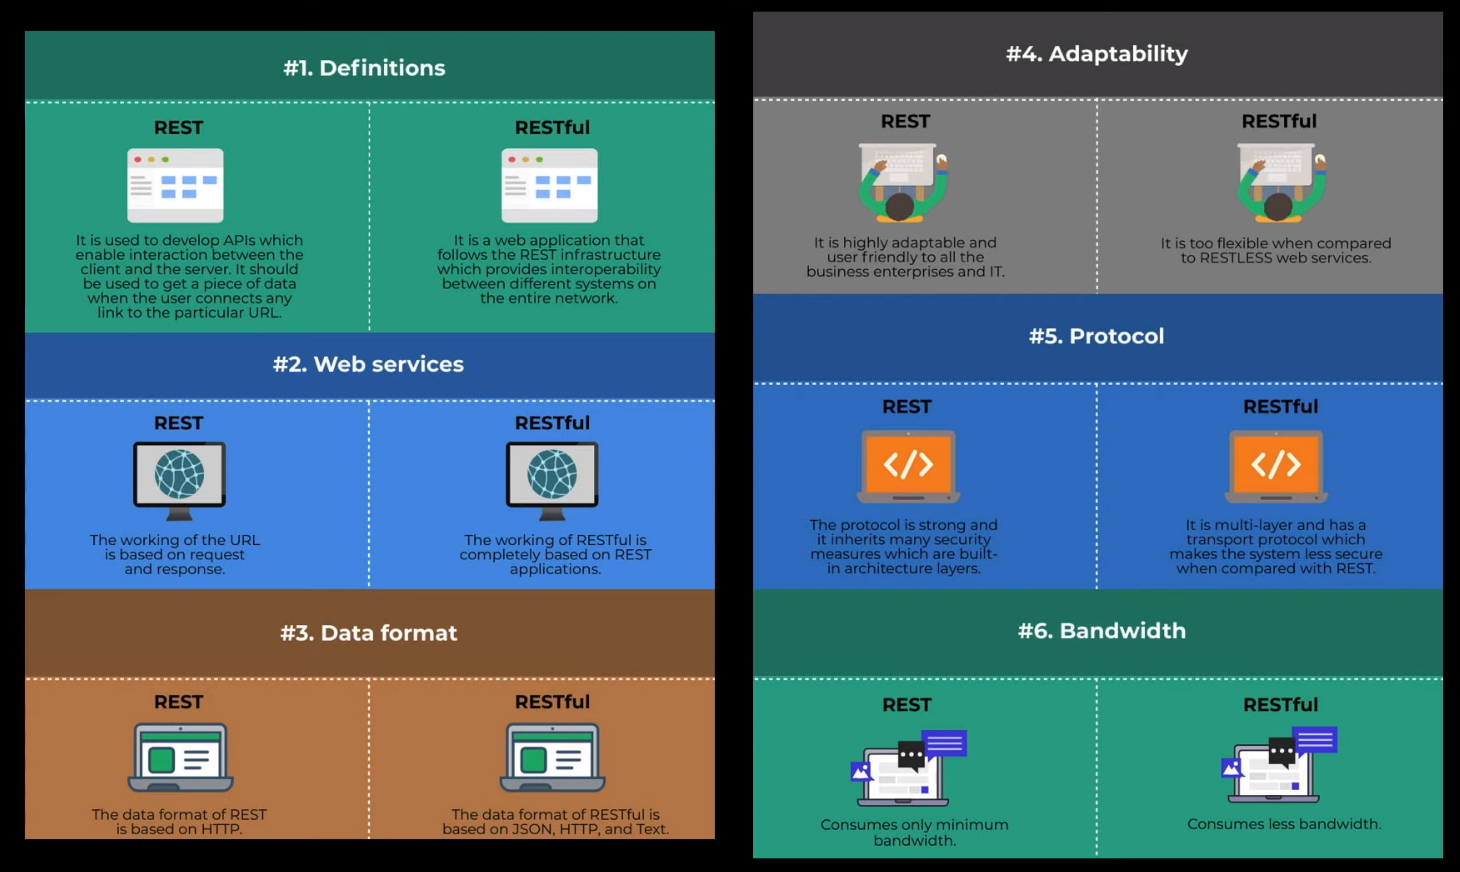 #1. Definitions
REST
It is used to develop APIs which
enable interaction between the
client and the server. It should
be used to get a piece of data
when the user connects any
link to the particular URL.
RESTful
It is a web application that
follows the REST infrastructure
which provides interoperability
between different systems on
the entire network.
#2. Web services
REST
The working of the URL
is based on request
and response.
RESTful
The working of RESTful is
completely based on REST
applications.
#3. Data format
REST
The data format of REST
is based on HTTP.
RESTful
The data format of RESTful is
based on JSON, HTTP, and Text.
#4. Adaptability
REST
It is highly adaptable and
user friendly to all the
business enterprises and IT.
RESTful
It is too flexible when compared
to RESTLESS web services.
#5. Protocol
REST
</>
The protocol is strong and
it inherits many security
measures which are built-
in architecture layers.
RESTful
</>
It is multi-layer and has a
transport protocol which
makes the system less secure
when compared with REST.
#6. Bandwidth
REST
Consumes only minimum
bandwidth.
RESTful
Consumes less bandwidth.